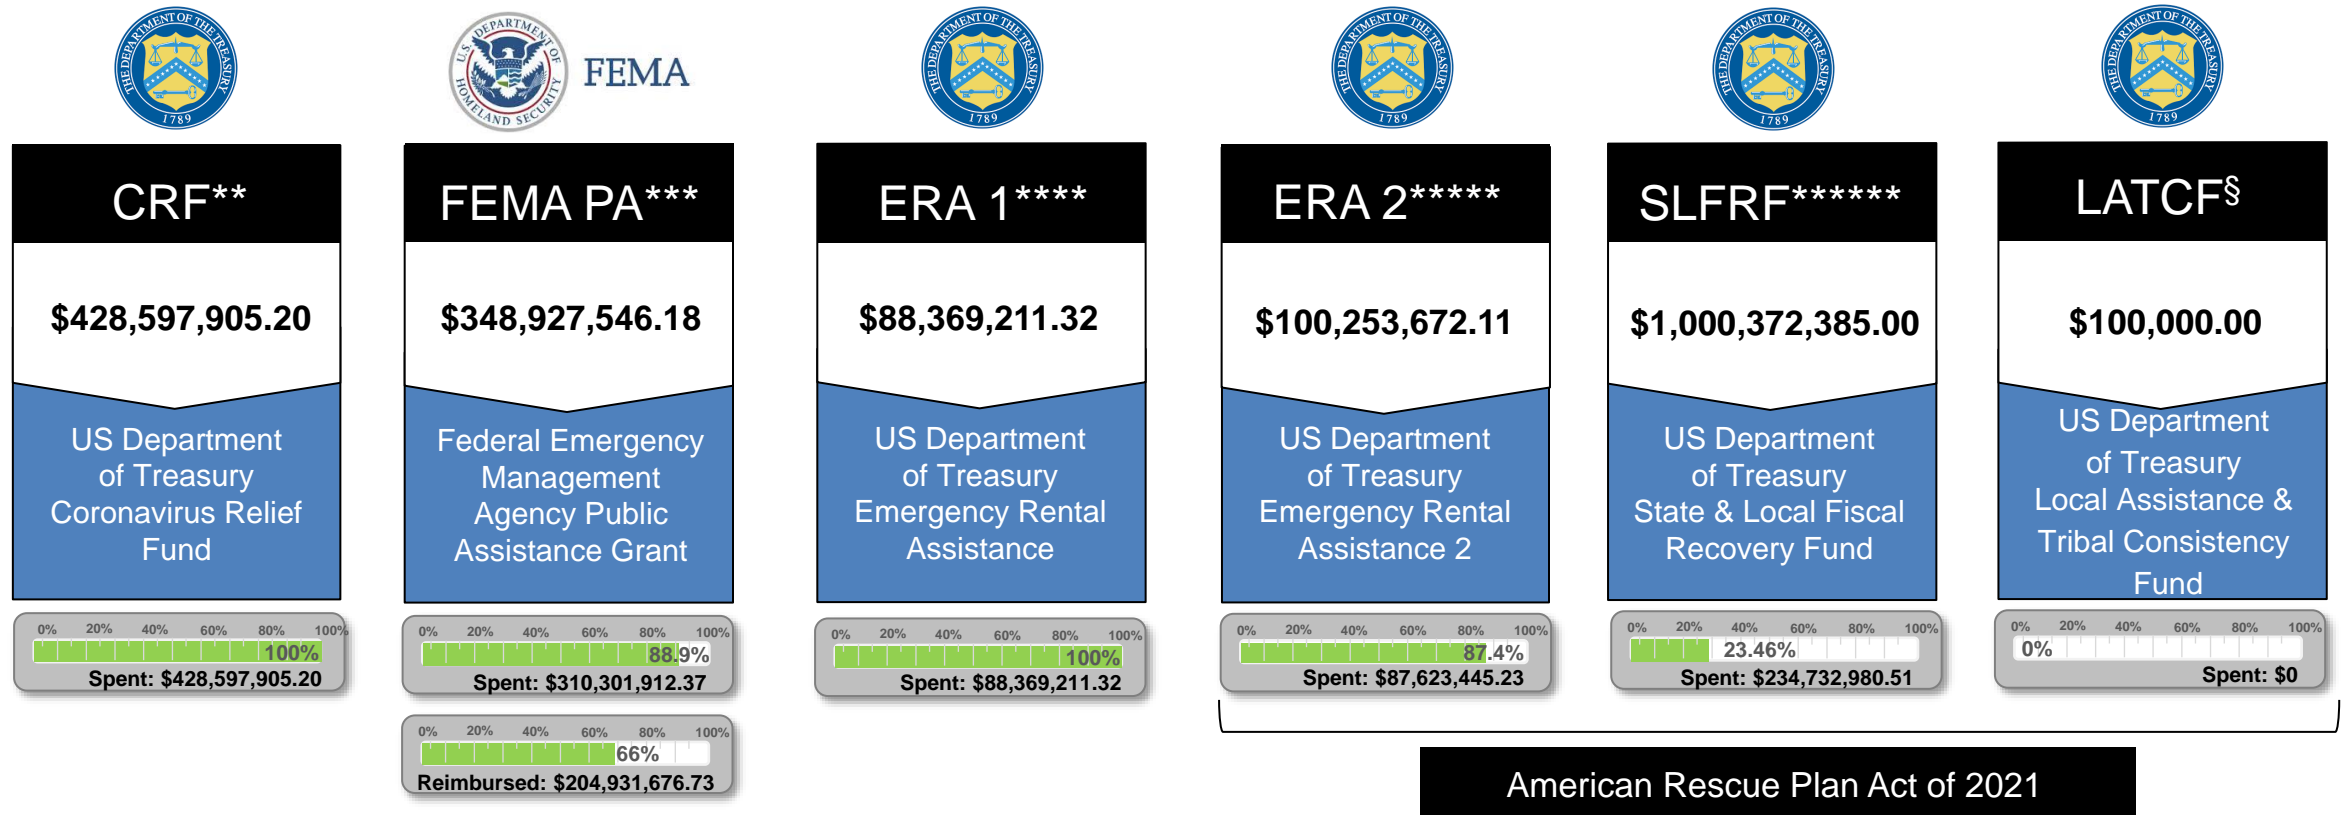 THE DEPARTMENT OF THE TREASURY
1789
U.S. DEPARTMENT OF
HOMELAND SECURITY
FEMA
THE DEPARTMENT OF THE TREASURY
1789
THE DEPARTMENT OF THE TREASURY
1789
THE DEPARTMENT OF THE TREASURY
1789
THE DEPARTMENT OF THE TREASURY
1789
CRF**
$428,597,905.20
US Department
of Treasury
Coronavirus Relief
Fund
0% 20% 40% 60% 80% 100%
100%
Spent: $428,597,905.20
FEMA PA***
$348,927,546.18
Federal Emergency
Management
Agency Public
Assistance Grant
0% 20% 40% 60% 80% 100%
88.9%
Spent: $310,301,912.37
0% 20% 40% 60% 80% 100%
66%
Reimbursed: $204,931,676.73
ERA 1****
$88,369,211.32
US Department
of Treasury
Emergency Rental
Assistance
0% 20% 40% 60% 80% 100%
100%
Spent: $88,369,211.32
ERA 2*****
$100,253,672.11
US Department
of Treasury
Emergency Rental
Assistance 2
0% 20% 40% 60% 80% 100%
87.4%
Spent: $87,623,445.23
SLFRF******
$1,000,372,385.00
US Department
of Treasury
State & Local Fiscal
Recovery Fund
0% 20% 40% 60% 80% 100%
23.46%
Spent: $234,732,980.51
LATCF§
$100,000.00
US Department
of Treasury
Local Assistance &
Tribal Consistency
Fund
0% 20% 40% 60% 80% 100%
0%
Spent: $0
American Rescue Plan Act of 2021